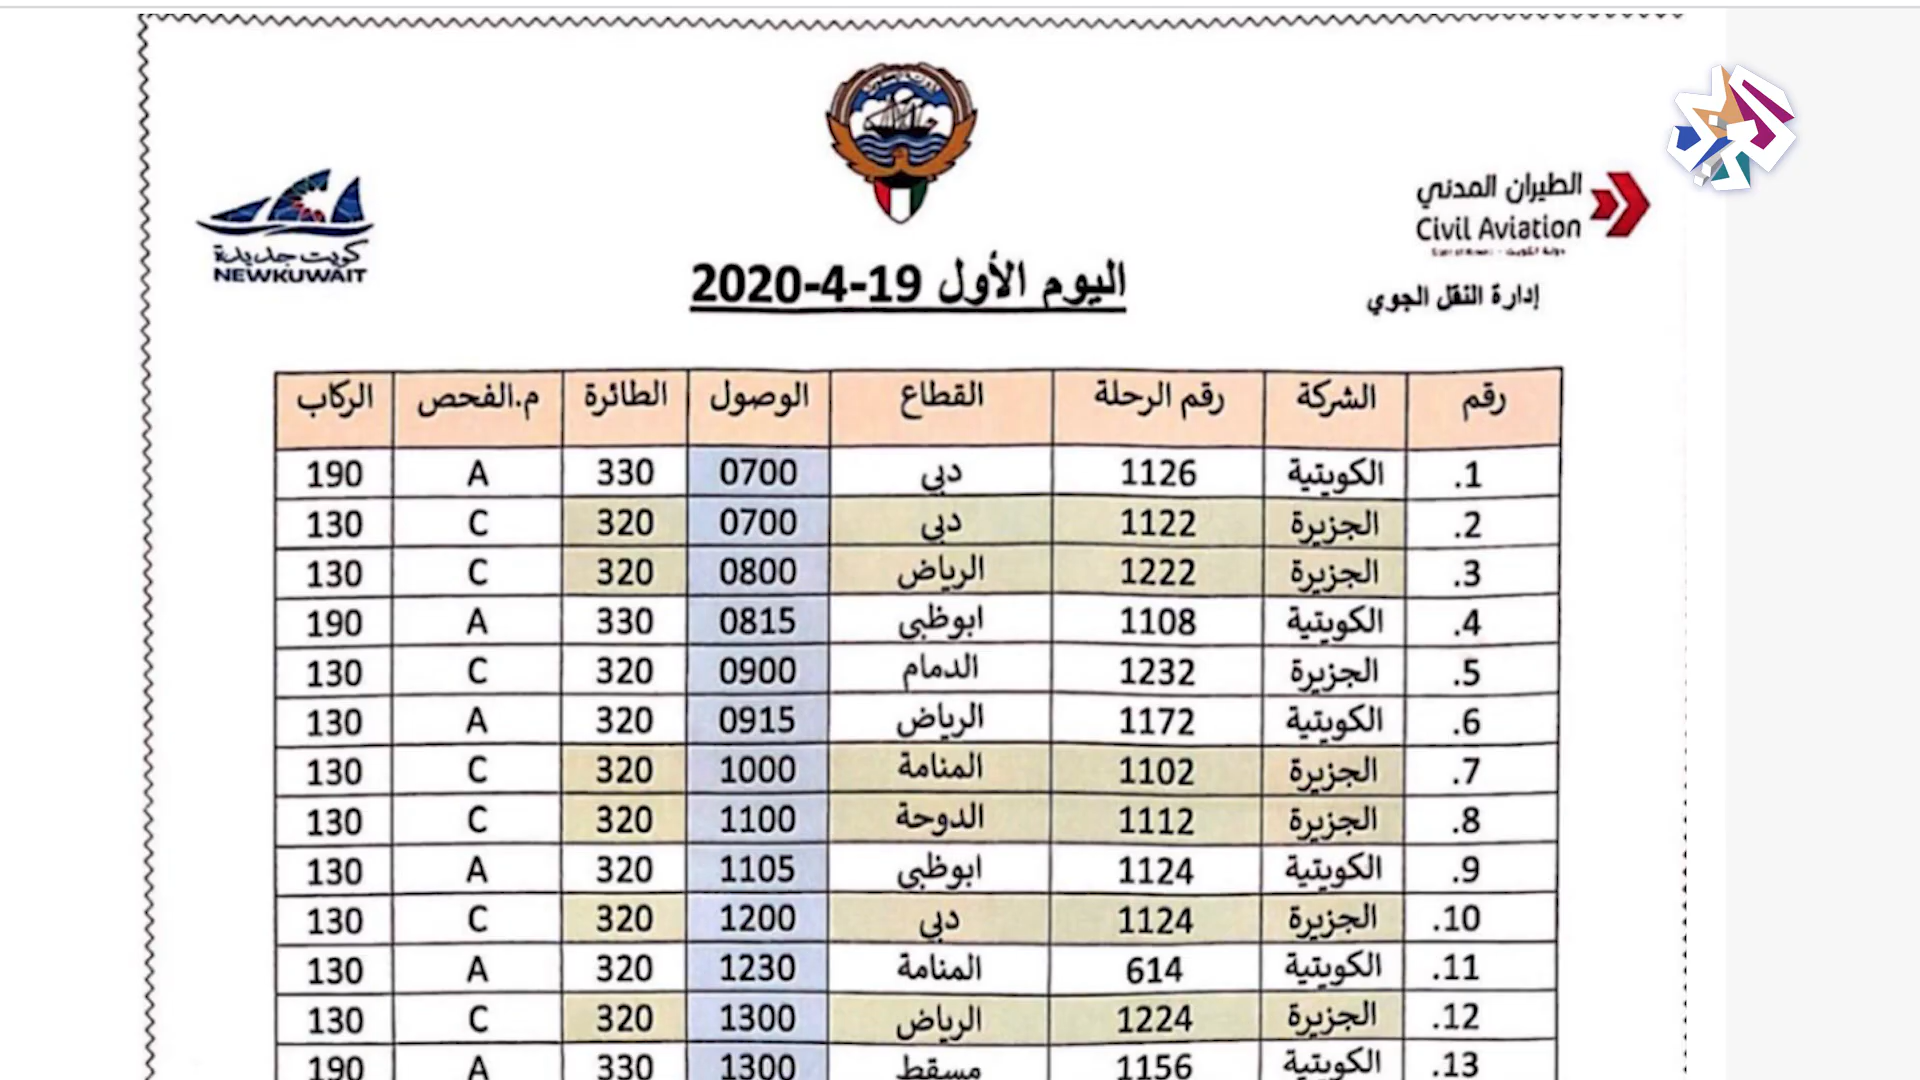 كويت جديدة
NEWKUWAIT
الطيران المدني
Civil Aviation
إدارة النقل الجوي
اليوم الأول 19-4-2020
رقم الشركة رقم الرحلة القطاع الوصول الطائرة م.الفحص الركاب
1. الكويتية 1126 دبي 0700 330 A 190
2. الجزيرة 1122 دبي 0700 320 C 130
3. الجزيرة 1222 الرياض 0800 320 C 130
4. الكويتية 1108 ابوظبي 0815 330 A 190
5. الجزيرة 1232 الدمام 0900 320 C 130
6. الكويتية 1172 الرياض 0915 320 A 130
7. الجزيرة 1102 المنامة 1000 320 C 130
8. الجزيرة 1112 الدوحة 1100 320 C 130
9. الكويتية 1124 ابوظبي 1105 320 A 130
10. الجزيرة 1124 دبي 1200 320 C 130
11. الكويتية 614 المنامة 1230 320 A 130
12. الجزيرة 1224 الرياض 1300 320 C 130
13. الكويتية 1156 مسقط 1300 330 A 190